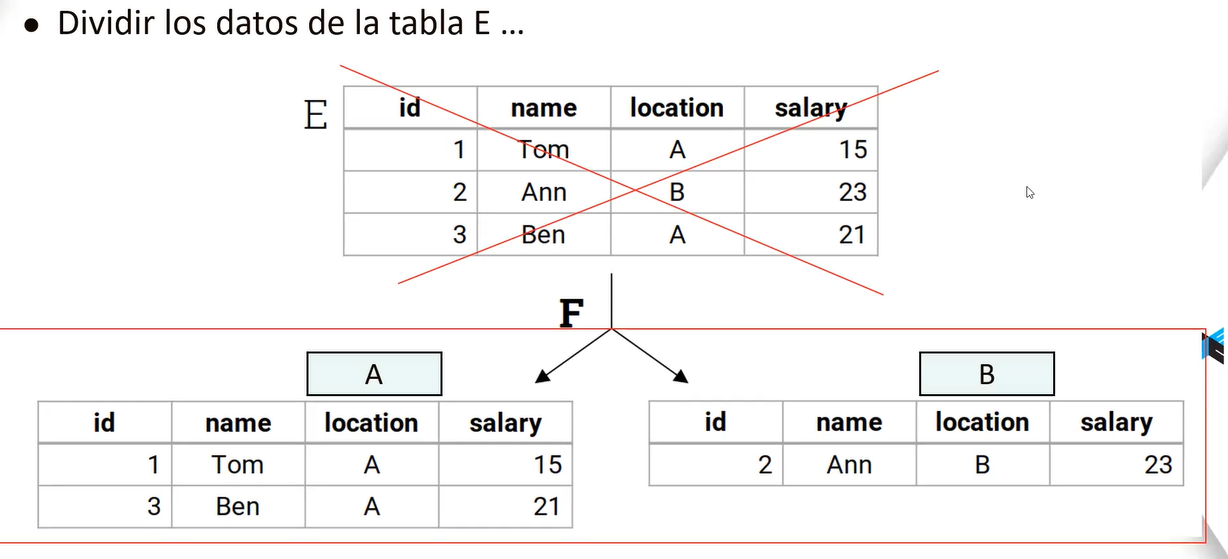 • Dividir los datos de la tabla E ...
E
id name location salary
1 Tom A 15
2 Ann B 23
3 Ben A 21
F
A
id name location salary
1 Tom A 15
3 Ben A 21
B
id name location salary
2 Ann B 23